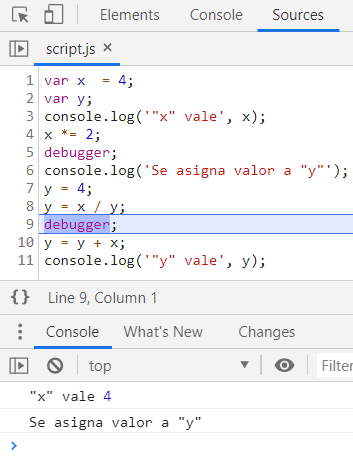 Elements Console Sources
script.js ×
1 var x  = 4;
2 var y;
3 console.log('"x" vale', x);
4 x *= 2;
5 debugger;
6 console.log('Se asigna valor a "y"');
7 y = 4;
8 y = x / y;
9 debugger;
10 y = y + x;
11 console.log('"y" vale', y);
{} Line 9, Column 1
Console What's New Changes
top Filter
"x" vale 4
Se asigna valor a "y"
>